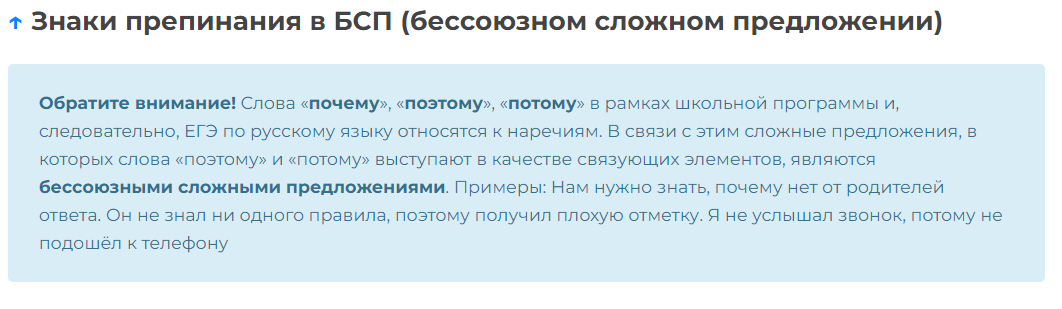 ↑ Знаки препинания в БСП (бессоюзном сложном предложении)
Обратите внимание! Слова «почему», «поэтому», «потому» в рамках школьной программы и,
следовательно, ЕГЭ по русскому языку относятся к наречиям. В связи с этим сложные предложения, в
которых слова «поэтому» и «потому» выступают в качестве связующих элементов, являются
бессоюзными сложными предложениями. Примеры: Нам нужно знать, почему нет от родителей
ответа. Он не знал ни одного правила, поэтому получил плохую отметку. Я не услышал звонок, потому не
подошёл к телефону